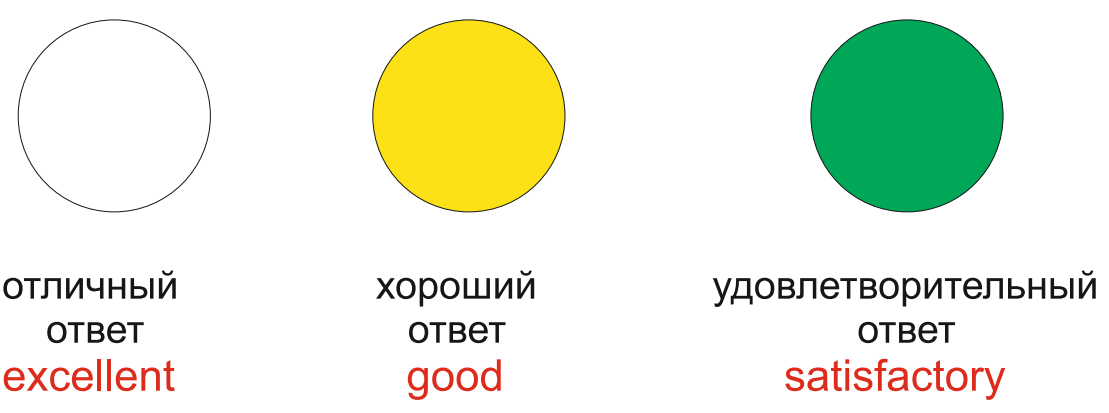 отличный
ответ
excellent
хороший
ответ
good
удовлетворительный
ответ
satisfactory